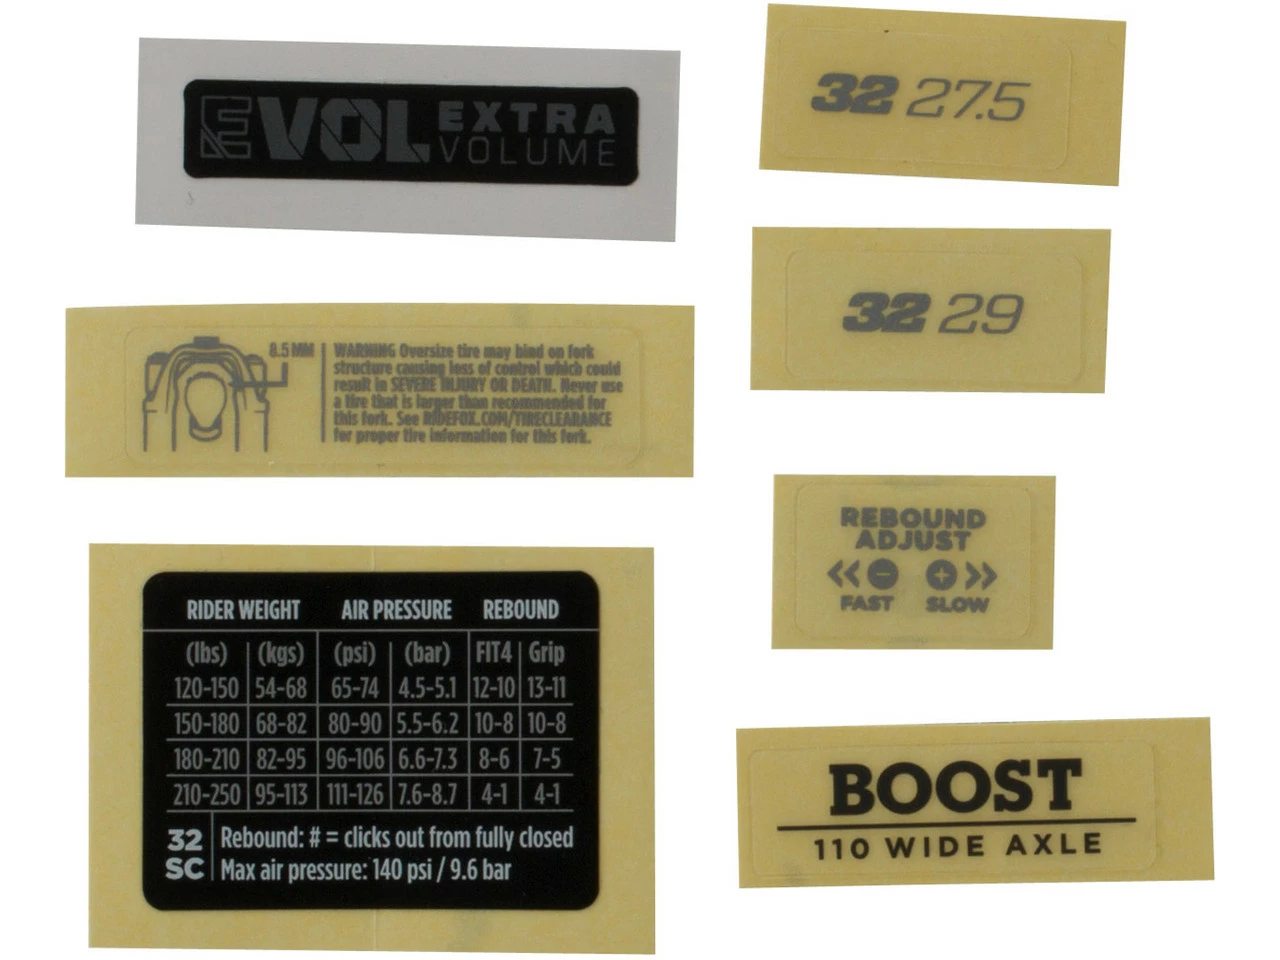 EVOL EXTRA
VOLUME
32 27.5
32 29
8.5 MM
WARNING Oversize tire may bind on fork
structure causing loss of control which could
result in SEVERE INJURY OR DEATH. Never use
a tire that is larger than recommended for
this fork. See RIDEFOX.COM/TIRECLEARANCE
for proper tire information for this fork.
REBOUND
ADJUST
<< - + >>
FAST SLOW
RIDER WEIGHT AIR PRESSURE REBOUND
(lbs) (kgs) (psi) (bar) FIT4 Grip
120-150 54-68 65-74 4.5-5.1 12-10 13-11
150-180 68-82 80-90 5.5-6.2 10-8 10-8
180-210 82-95 96-106 6.6-7.3 8-6 7-5
210-250 95-113 111-126 7.6-8.7 4-1 4-1
32 Rebound: # = clicks out from fully closed
SC Max air pressure: 140 psi / 9.6 bar
BOOST
110 WIDE AXLE